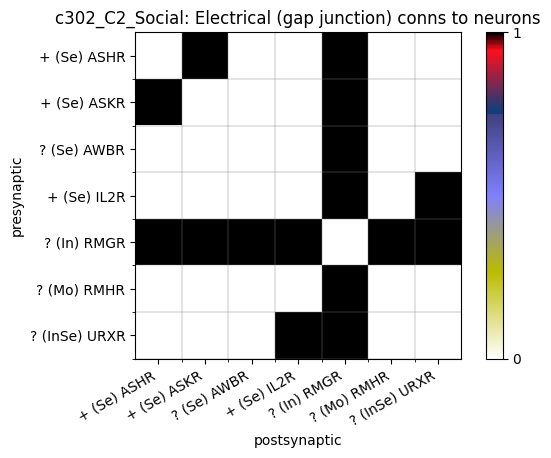 c302_C2_Social: Electrical (gap junction) conns to neurons
1
+ (Se) ASHR
+ (Se) ASKR
? (Se) AWBR
+ (Se) IL2R
? (In) RMGR
? (Mo) RMHR
? (InSe) URXR
0
presynaptic
+ (Se) ASHR
+ (Se) ASKR
? (Se) AWBR
+ (Se) IL2R
? (In) RMGR
? (Mo) RMHR
? (InSe) URXR
postsynaptic